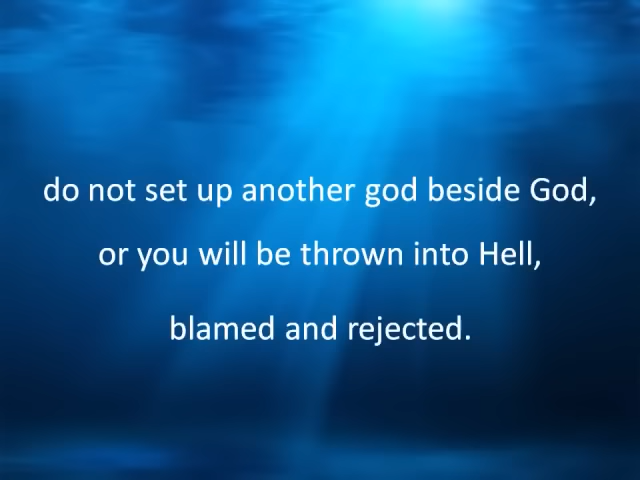 do not set up another god beside God,
or you will be thrown into Hell,
blamed and rejected.